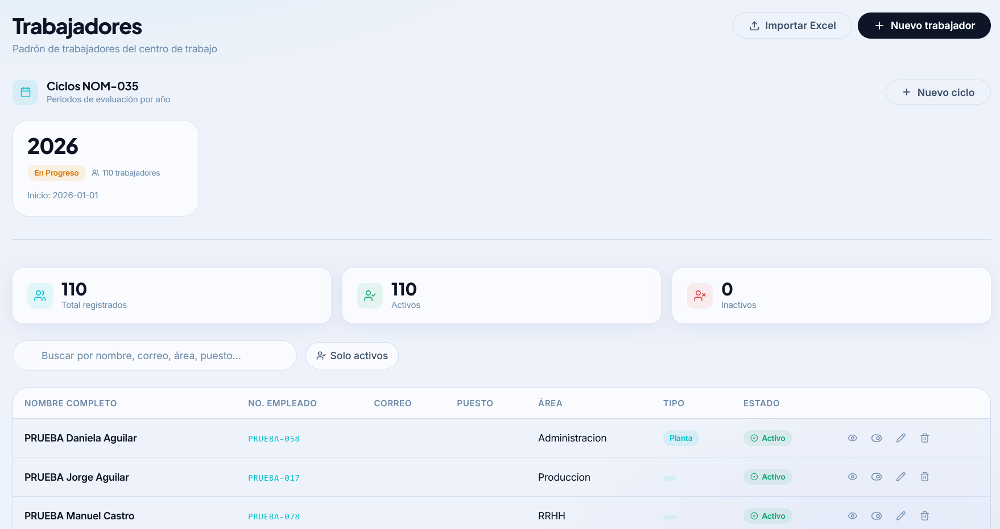 Trabajadores
Importar Excel
Nuevo trabajador
Padrón de trabajadores del centro de trabajo
Ciclos NOM-035
Periodos de evaluación por año
Nuevo ciclo
2026
En Progreso 110 trabajadores
Inicio: 2026-01-01
110
Total registrados
110
Activos
0
Inactivos
Buscar por nombre, correo, área, puesto...
Solo activos
NOMBRE COMPLETO NO. EMPLEADO CORREO PUESTO ÁREA TIPO ESTADO
PRUEBA Daniela Aguilar PRUEBA-058 Administracion Planta Activo
PRUEBA Jorge Aguilar PRUEBA-017 Produccion Activo
PRUEBA Manuel Castro PRUEBA-078 RRHH Activo